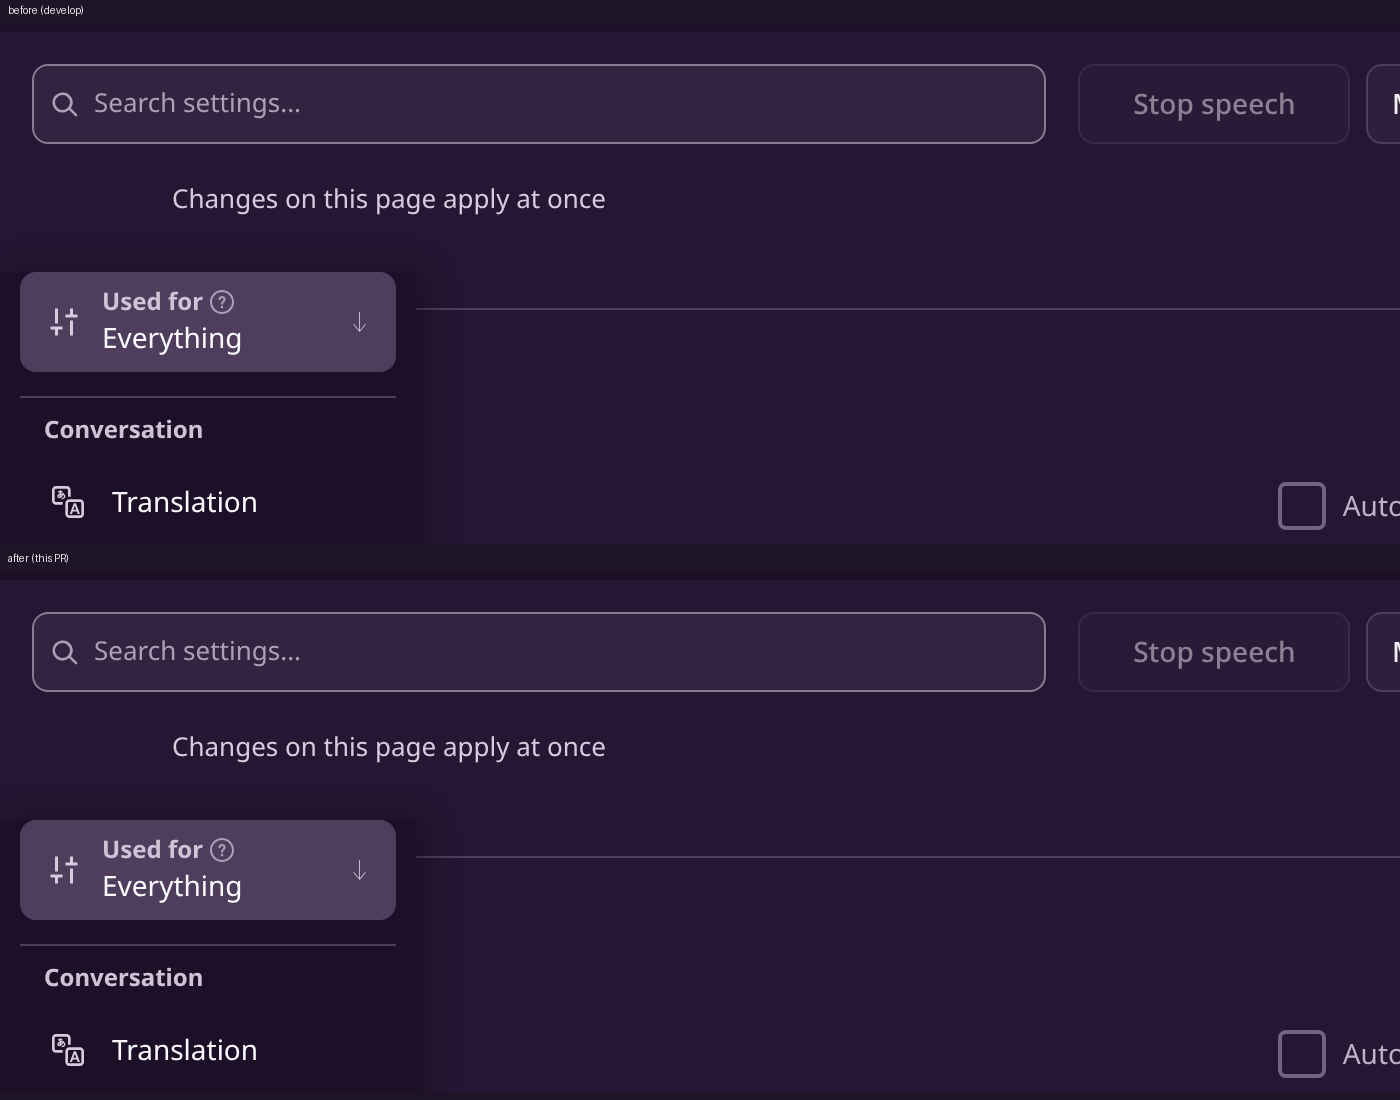 before (develop)
Search settings...
Stop speech
Changes on this page apply at once
Used for ?
Everything
Conversation
Translation
Auto
after (this PR)
Search settings...
Stop speech
Changes on this page apply at once
Used for ?
Everything
Conversation
Translation
Auto